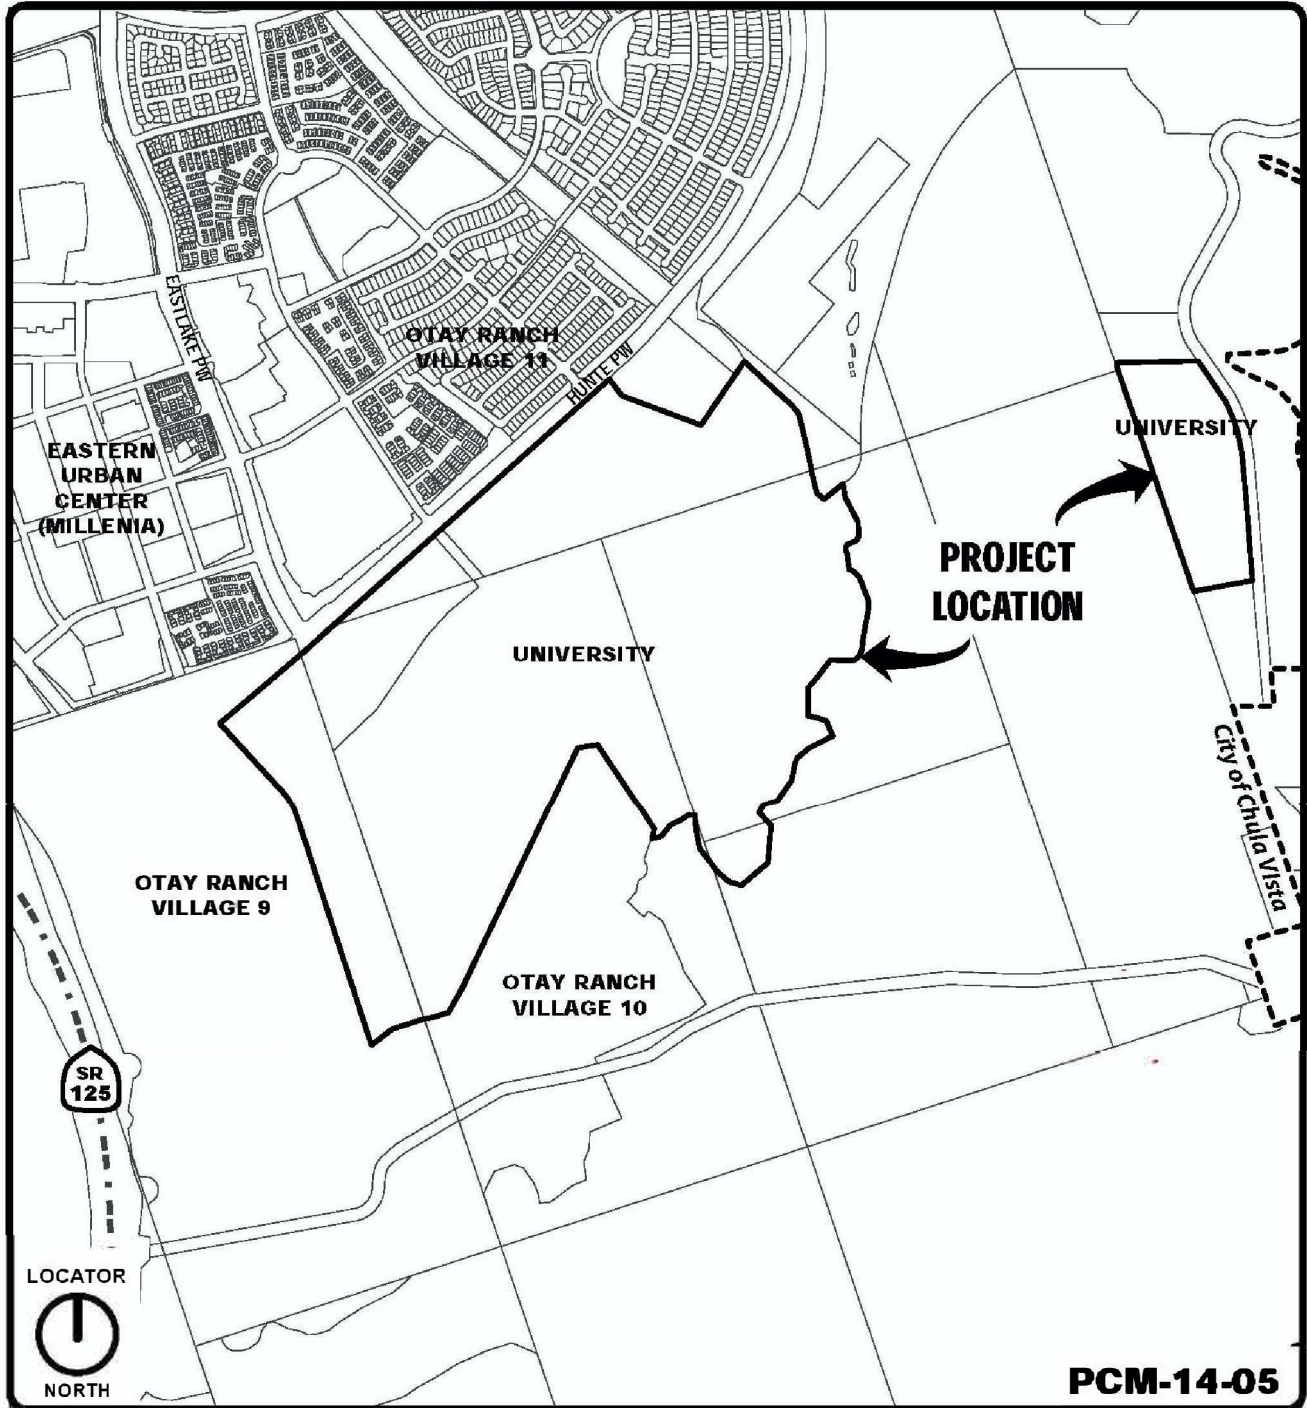 EASTLAKE PW
OTAY RANCH
VILLAGE 11
HUNTE PW
UNIVERSITY
EASTERN
URBAN
CENTER
(MILLENIA)
PROJECT
LOCATION
UNIVERSITY
City of Chula Vista
OTAY RANCH
VILLAGE 9
OTAY RANCH
VILLAGE 10
SR
125
LOCATOR
NORTH
PCM-14-05